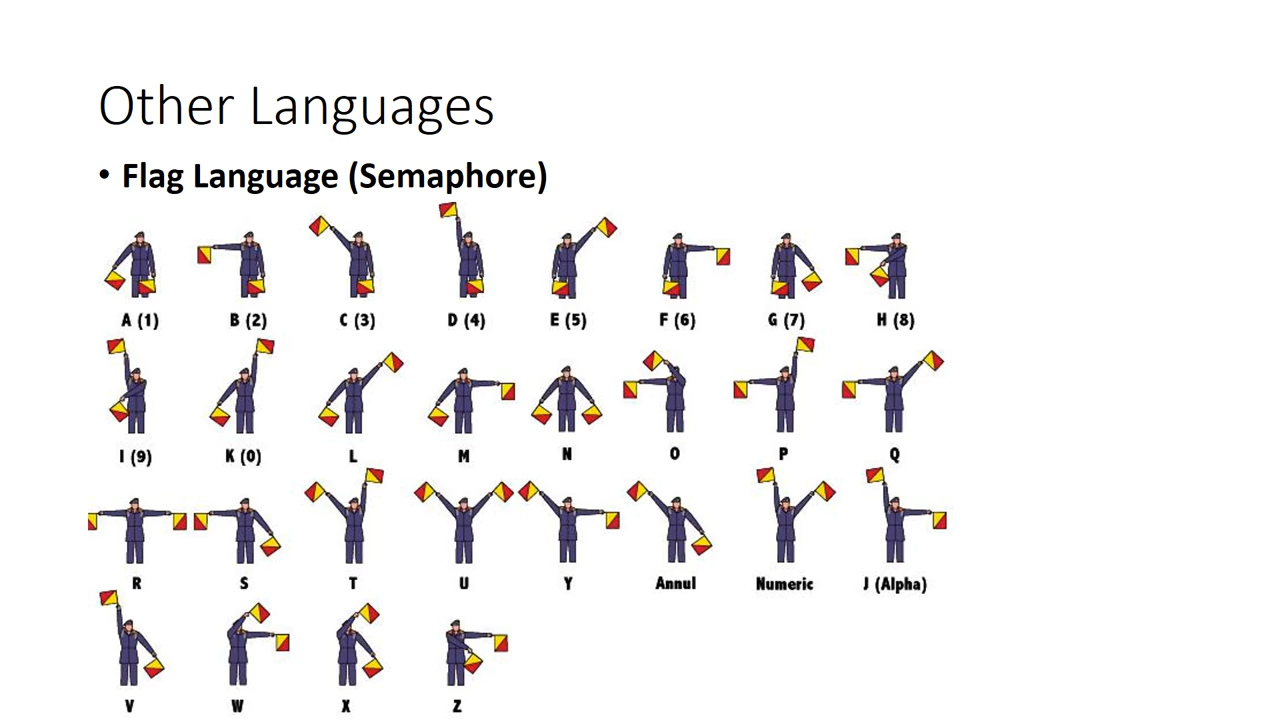 Other Languages
• Flag Language (Semaphore)
A (1) B (2) C (3) D (4) E (5) F (6) G (7) H (8)
I (9) K (0) L M N O P Q
R S T U Y Annul Numeric J (Alpha)
V W X Z